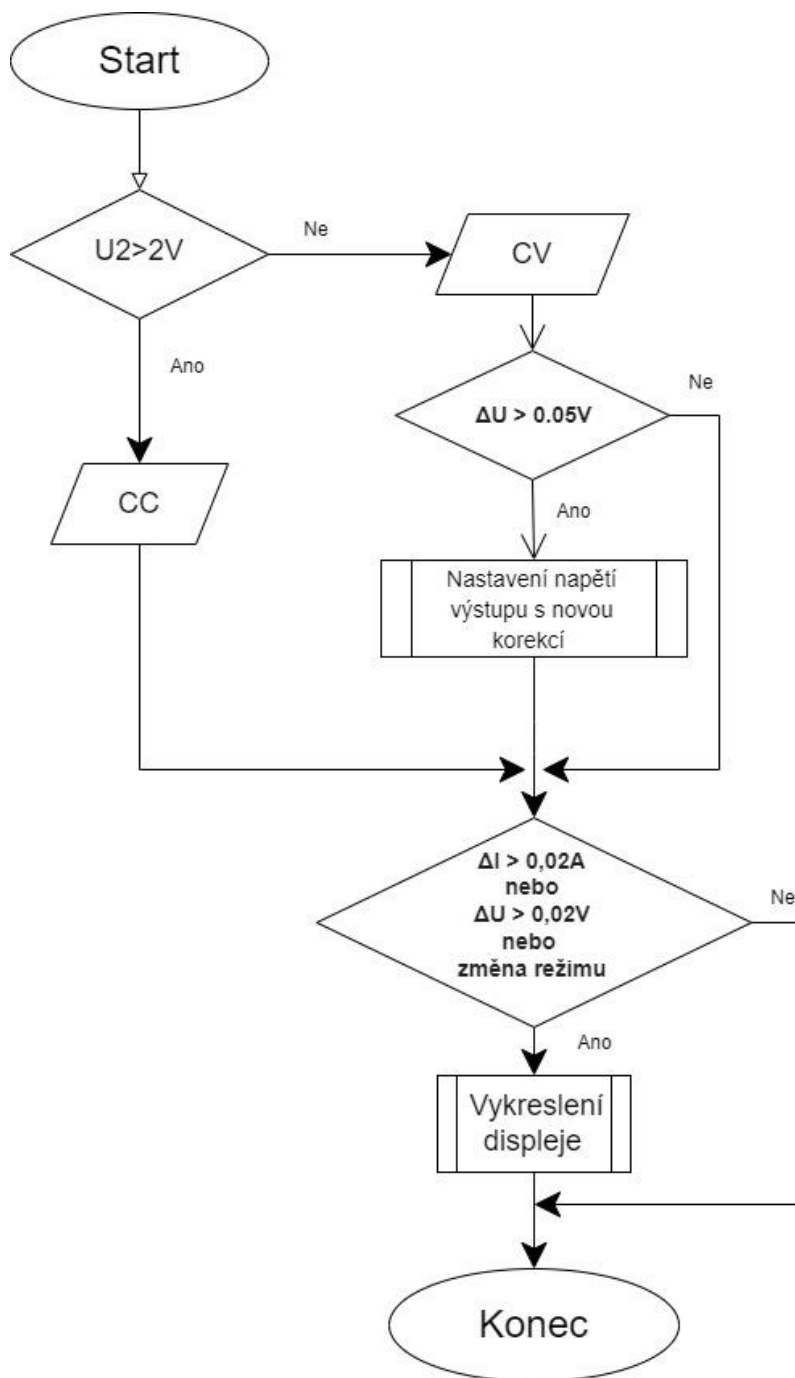 Start
U2>2V
Ne
CV
Ano
ΔU > 0.05V
Ne
CC
Ano
Nastavení napětí
výstupu s novou
korekcí
ΔI > 0,02A
nebo
ΔU > 0,02V
nebo
změna režimu
Ne
Ano
Vykreslení
displeje
Konec